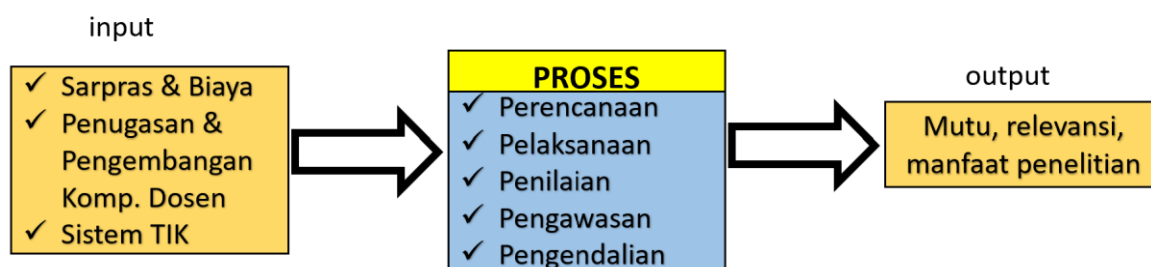 input
✓ Sarpras & Biaya
✓ Penugasan &
Pengembangan
Komp. Dosen
✓ Sistem TIK
PROSES
✓ Perencanaan
✓ Pelaksanaan
✓ Penilaian
✓ Pengawasan
✓ Pengendalian
output
Mutu, relevansi,
manfaat penelitian